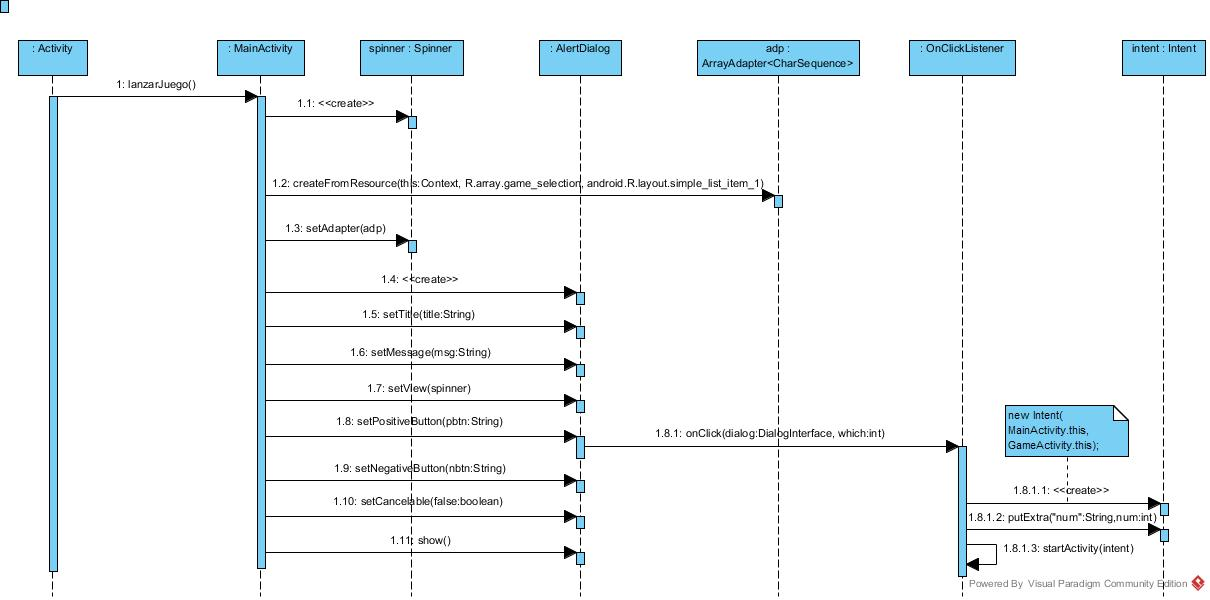 : Activity
: MainActivity
spinner : Spinner
: AlertDialog
adp :
ArrayAdapter<CharSequence>
: OnClickListener
intent : Intent
1: lanzarJuego()
1.1: <<create>>
1.2: createFromResource(this:Context, R.array.game_selection, android.R.layout.simple_list_item_1)
1.3: setAdapter(adp)
1.4: <<create>>
1.5: setTitle(title:String)
1.6: setMessage(msg:String)
1.7: setView(spinner)
1.8: setPositiveButton(pbtn:String)
1.8.1: onClick(dialog:DialogInterface, which:int)
new Intent(
MainActivity.this,
GameActivity.this);
1.9: setNegativeButton(nbtn:String)
1.8.1.1: <<create>>
1.10: setCancelable(false:boolean)
1.8.1.2: putExtra("num":String,num:int)
1.11: show()
1.8.1.3: startActivity(intent)
Powered By Visual Paradigm Community Edition